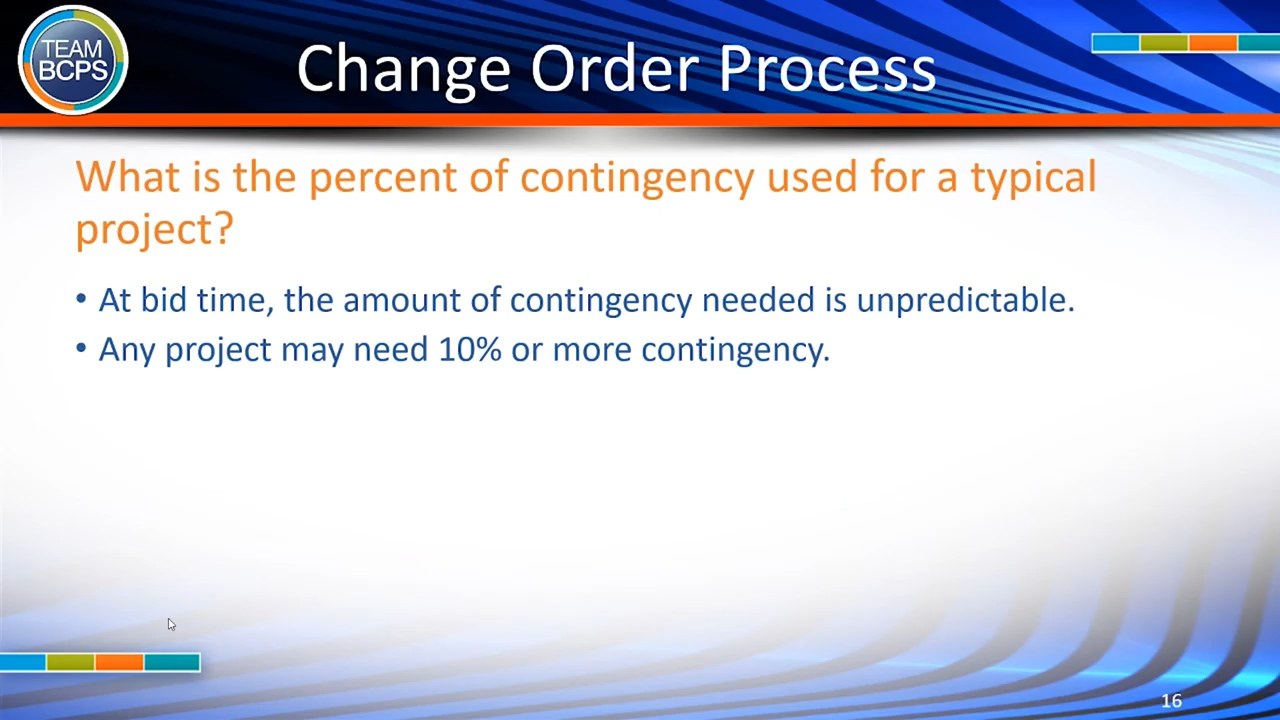 TEAM
BCPS
Change Order Process
What is the percent of contingency used for a typical
project?
• At bid time, the amount of contingency needed is unpredictable.
• Any project may need 10% or more contingency.
16